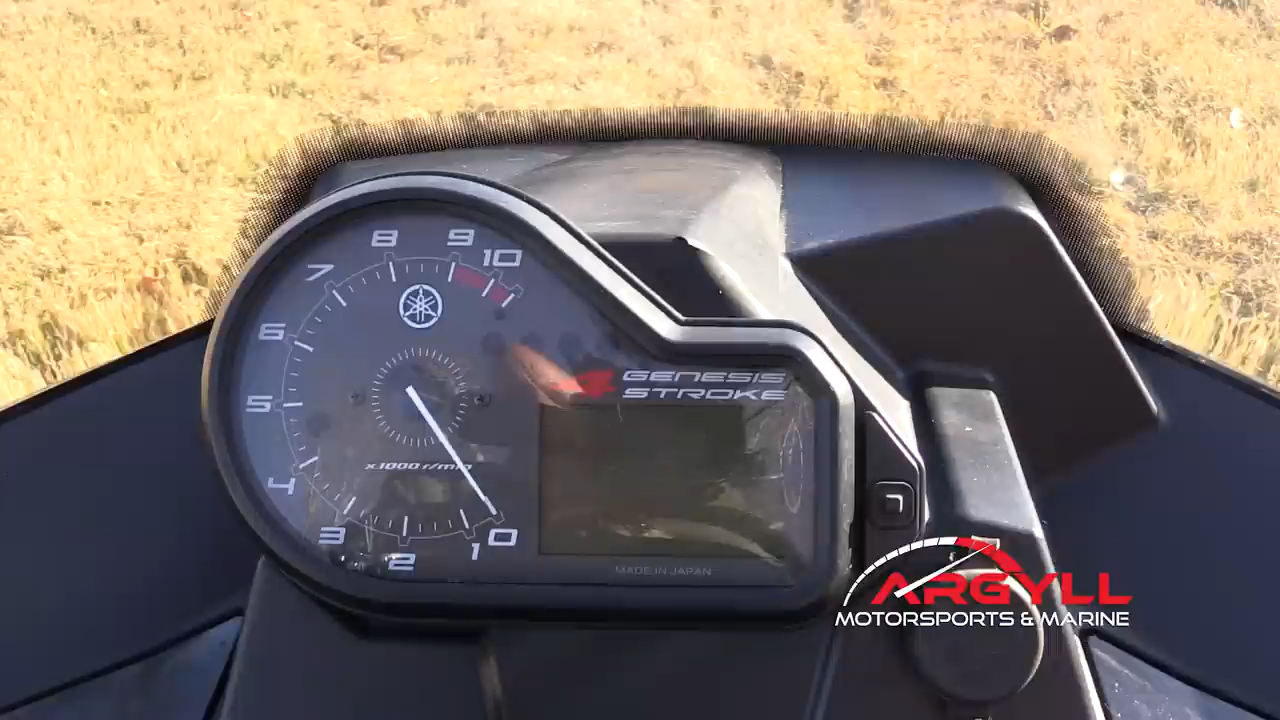 8
9
10
7
6
5
4
3
2
1
0
x1000 r/min
4 GENESIS
STROKE
MADE IN JAPAN
ARGYLL
MOTORSPORTS & MARINE